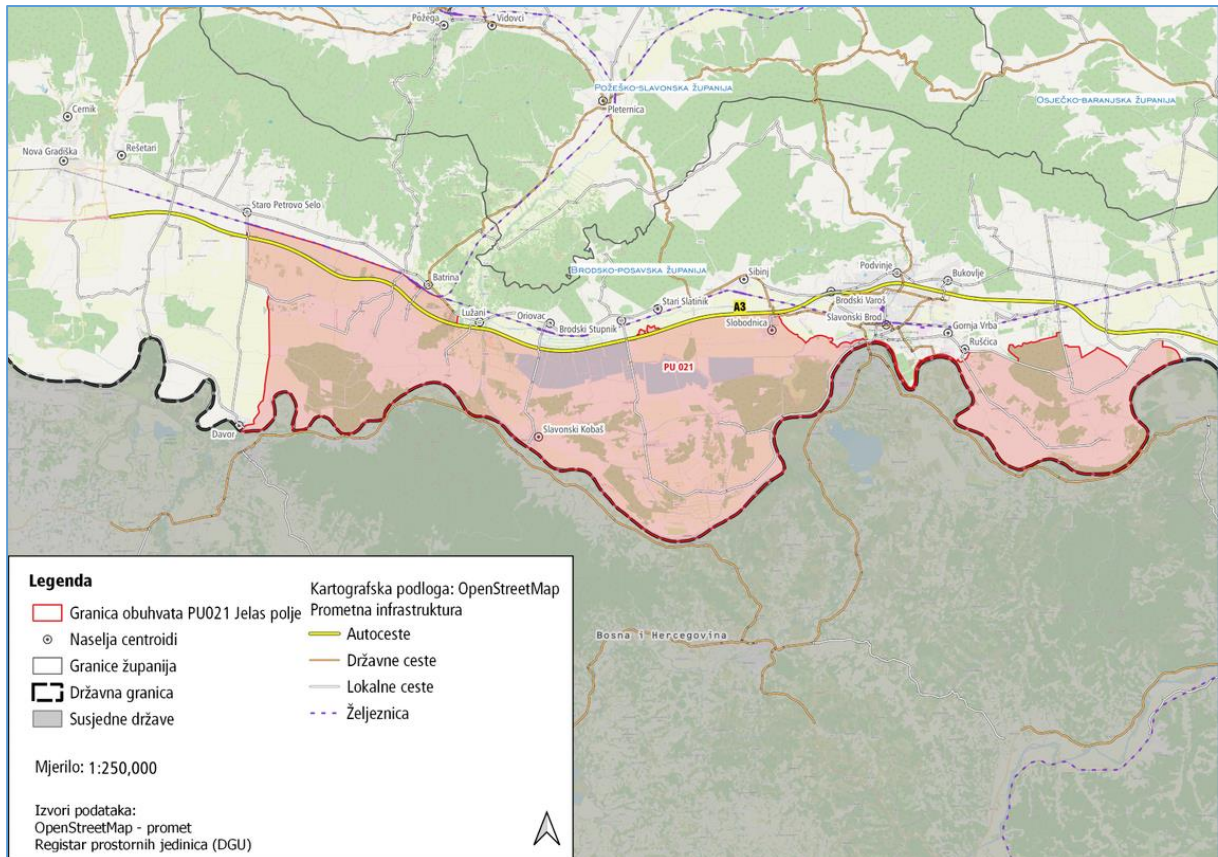 Požega
Vidovci
POŽEŠKO-SLAVONSKA ŽUPANIJA
Pleternica
OSJEČKO-BARANJSKA ŽUPANIJA
Cernik
Nova Gradiška
Rešetari
Staro Petrovo Selo
Batrina
BRODSKO-POSAVSKA ŽUPANIJA
Sibinj
Podvinje
Bukovlje
Lužani
Oriovac
Brodski Stupnik
Stari Slatinik
A3
Slobodnica
Brodski Varoš
Slavonski Brod
Gornja Vrba
Ruščica
PU 021
Davor
Slavonski Kobaš
Bosna i Hercegovina
Legenda
Granica obuhvata PU021 Jelas polje
Naselja centroidi
Granice županija
Državna granica
Susjedne države
Kartografska podloga: OpenStreetMap
Prometna infrastruktura
Autoceste
Državne ceste
Lokalne ceste
Željeznica
Mjerilo: 1:250,000
Izvori podataka:
OpenStreetMap - promet
Registar prostornih jedinica (DGU)